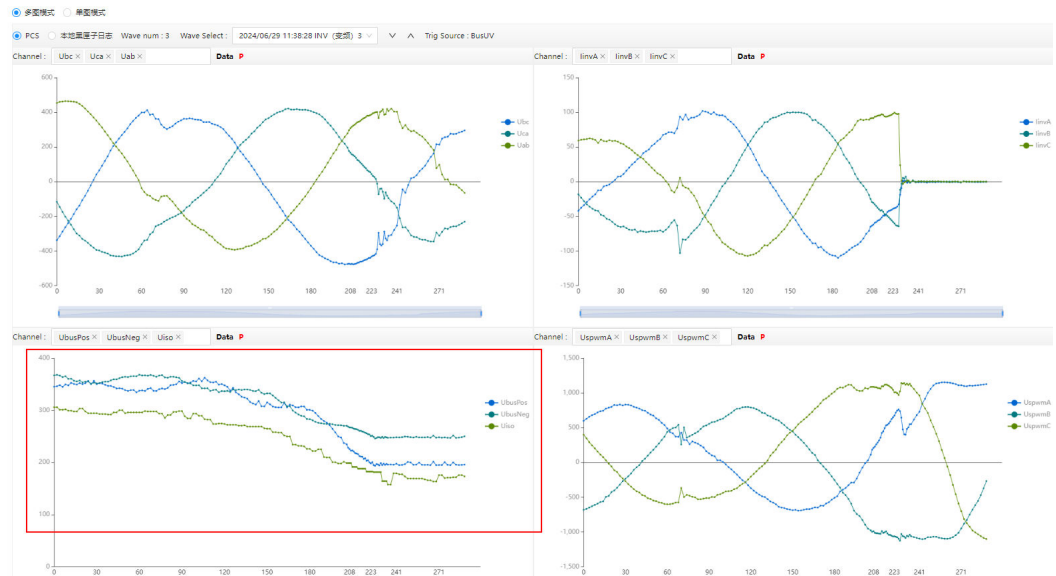 多图模式 单图模式
PCS 本地黑匣子日志 Wave num : 3 Wave Select : 2024/06/29 11:38:28 INV (变频) 3 Trig Source : BusUV
Channel : Ubc × Uca × Uab × Data P
600
400
200
0
-200
-400
-600
0 30 60 90 120 150 180 208 223 241 271
Ubc
Uca
Uab
Channel : IinvA × IinvB × IinvC × Data P
150
100
50
0
-50
-100
-150
0 30 60 90 120 150 180 208 223 241 271
IinvA
IinvB
IinvC
Channel : UbusPos × UbusNeg × Uiso × Data P
400
300
200
100
0
0 30 60 90 120 150 180 208 223 241 271
UbusPos
UbusNeg
Uiso
Channel : UspwmA × UspwmB × UspwmC × Data P
1,500
1,000
500
0
-500
-1,000
-1,500
0 30 60 90 120 150 180 208 223 241 271
UspwmA
UspwmB
UspwmC